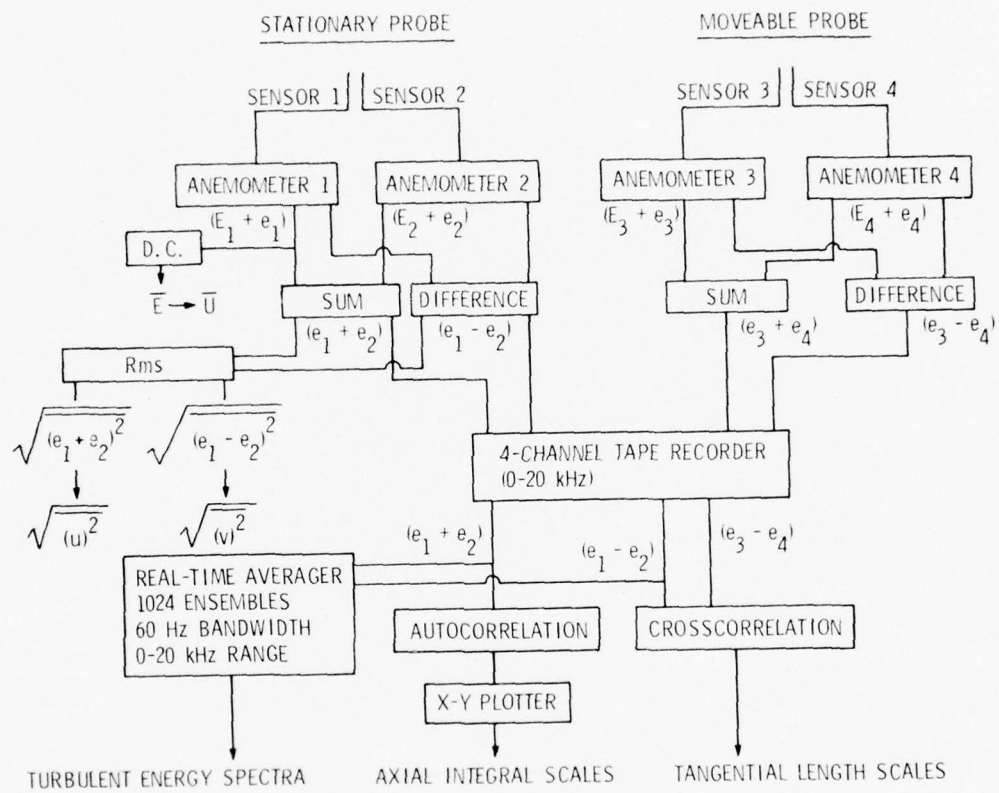 STATIONARY PROBE
MOVEABLE PROBE
SENSOR 1
SENSOR 2
SENSOR 3
SENSOR 4
ANEMOMETER 1
ANEMOMETER 2
ANEMOMETER 3
ANEMOMETER 4
(E₁ + e₁)
(E₂ + e₂)
(E₃ + e₃)
(E₄ + e₄)
D.C.
E̅ → U̅
SUM
DIFFERENCE
SUM
DIFFERENCE
(e₁ + e₂)
(e₁ - e₂)
(e₃ + e₄)
(e₃ - e₄)
Rms
√(e₁ + e₂)²
√(e₁ - e₂)²
4-CHANNEL TAPE RECORDER
(0-20 kHz)
√(u)²
√(v)²
(e₁ + e₂)
(e₁ - e₂)
(e₃ - e₄)
REAL-TIME AVERAGER
1024 ENSEMBLES
60 Hz BANDWIDTH
0-20 kHz RANGE
AUTOCORRELATION
CROSSCORRELATION
X-Y PLOTTER
TURBULENT ENERGY SPECTRA
AXIAL INTEGRAL SCALES
TANGENTIAL LENGTH SCALES